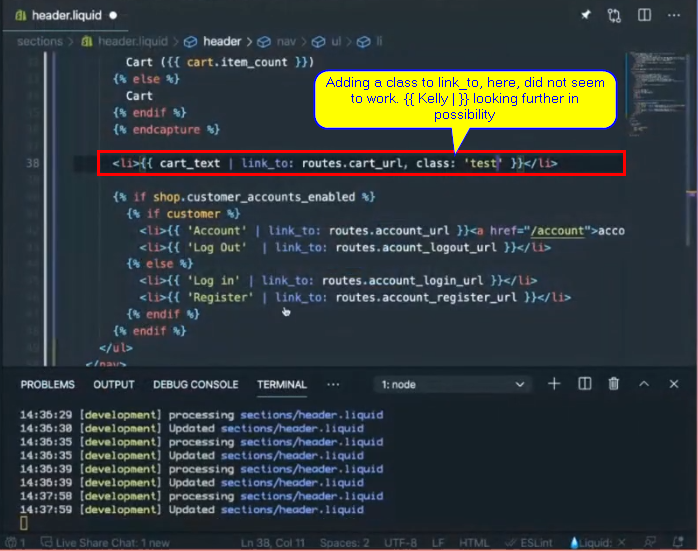 header.liquid
sections > header.liquid > header > nav > ul > li
Cart ({{ cart.item_count }})
{% else %}
Cart
{% endif %}
{% endcapture %}
Adding a class to link_to, here, did not seem
to work. {{ Kelly | }} looking further in
possibility
38 <li>{{ cart_text | link_to: routes.cart_url, class: 'test' }}</li>
{% if shop.customer_accounts_enabled %}
{% if customer %}
<li>{{ 'Account' | link_to: routes.account_url }}<a href="/account">acco
<li>{{ 'Log Out' | link_to: routes.account_logout_url }}</li>
{% else %}
<li>{{ 'Log in' | link_to: routes.account_login_url }}</li>
<li>{{ 'Register' | link_to: routes.account_register_url }}</li>
{% endif %}
{% endif %}
</ul>
</nav>
PROBLEMS OUTPUT DEBUG CONSOLE TERMINAL ··· 1: node
14:35:29 [development] processing sections/header.liquid
14:35:30 [development] Updated sections/header.liquid
14:36:35 [development] processing sections/header.liquid
14:36:35 [development] Updated sections/header.liquid
14:36:39 [development] processing sections/header.liquid
14:36:39 [development] Updated sections/header.liquid
14:37:58 [development] processing sections/header.liquid
14:37:59 [development] Updated sections/header.liquid
1 Live Share Chat: 1 new Ln 38, Col 11 Spaces: 2 UTF-8 LF HTML ESLint Liquid: ✕